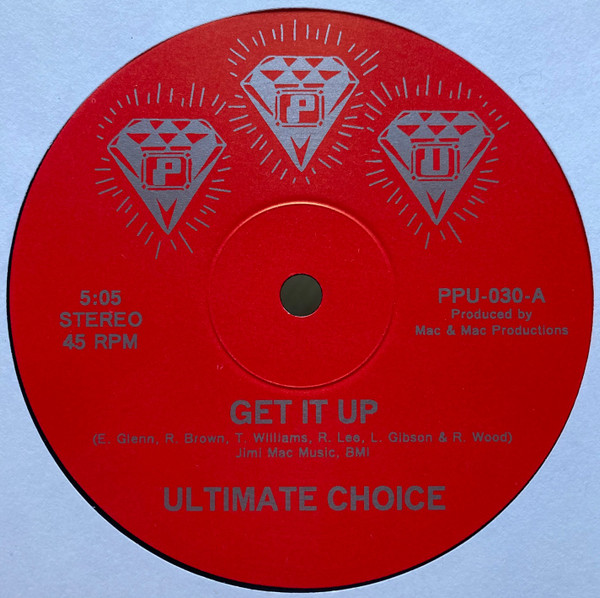 P P U
5:05
STEREO
45 RPM
PPU-030-A
Produced by
Mac & Mac Productions
GET IT UP
(E. Glenn, R. Brown, T. Williams, R. Lee, L. Gibson & R. Wood)
Jimi Mac Music, BMI
ULTIMATE CHOICE